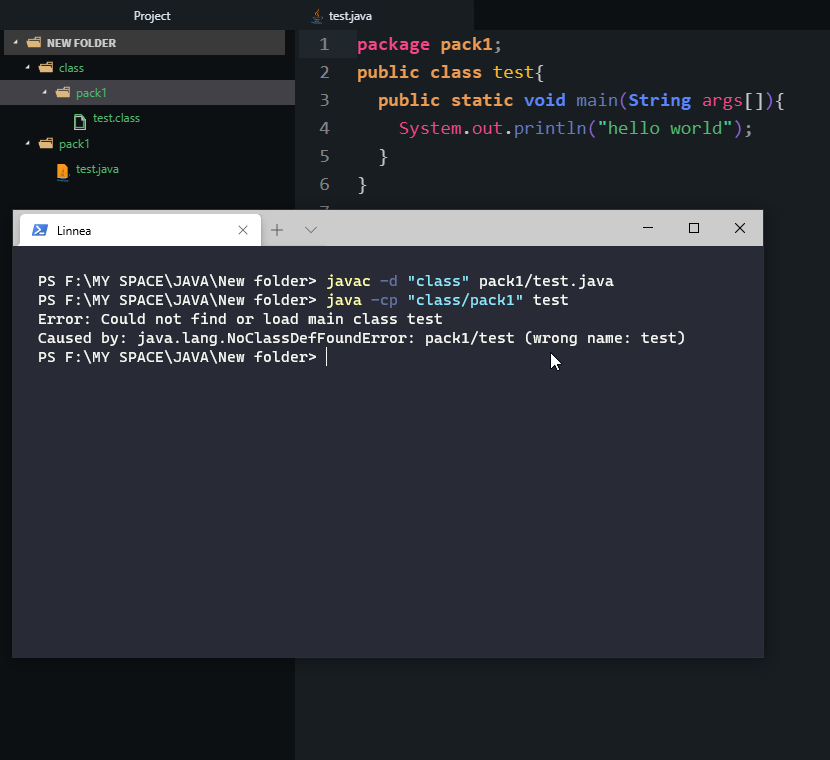 Project
NEW FOLDER
class
pack1
test.class
pack1
test.java
test.java
1 package pack1;
2 public class test{
3 public static void main(String args[]){
4 System.out.println("hello world");
5 }
6 }
7
Linnea
PS F:\MY SPACE\JAVA\New folder> javac -d "class" pack1/test.java
PS F:\MY SPACE\JAVA\New folder> java -cp "class/pack1" test
Error: Could not find or load main class test
Caused by: java.lang.NoClassDefFoundError: pack1/test (wrong name: test)
PS F:\MY SPACE\JAVA\New folder>